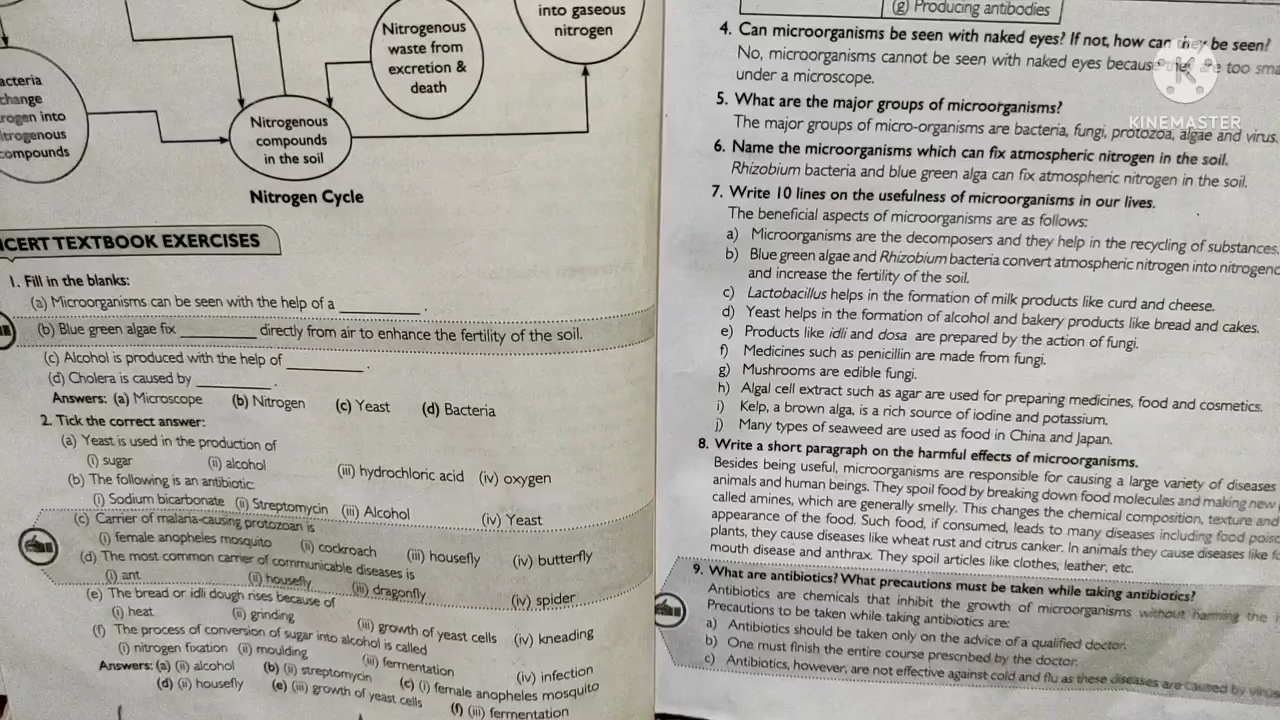 acteria
change
rogen into
itrogenous
compounds
Nitrogenous
compounds
in the soil
Nitrogenous
waste from
excretion &
death
into gaseous
nitrogen
Nitrogen Cycle
NCERT TEXTBOOK EXERCISES
1. Fill in the blanks:
(a) Microorganisms can be seen with the help of a ________.
(b) Blue green algae fix ________ directly from air to enhance the fertility of the soil.
(c) Alcohol is produced with the help of ________.
(d) Cholera is caused by ________.
Answers: (a) Microscope (b) Nitrogen (c) Yeast (d) Bacteria
2. Tick the correct answer:
(a) Yeast is used in the production of
(i) sugar (ii) alcohol (iii) hydrochloric acid (iv) oxygen
(b) The following is an antibiotic
(i) Sodium bicarbonate (ii) Streptomycin (iii) Alcohol (iv) Yeast
(c) Carrier of malaria-causing protozoan is
(i) female anopheles mosquito (ii) cockroach (iii) housefly (iv) butterfly
(d) The most common carrier of communicable diseases is
(i) ant (ii) housefly (iii) dragonfly (iv) spider
(e) The bread or idli dough rises because of
(i) heat (ii) grinding (iii) growth of yeast cells (iv) kneading
(f) The process of conversion of sugar into alcohol is called
(i) nitrogen fixation (ii) moulding (iii) fermentation (iv) infection
Answers: (a) (ii) alcohol (b) (ii) streptomycin (c) (i) female anopheles mosquito
(d) (ii) housefly (e) (iii) growth of yeast cells (f) (iii) fermentation
(g) Producing antibodies
4. Can microorganisms be seen with naked eyes? If not, how can they be seen?
No, microorganisms cannot be seen with naked eyes because they are too sma
under a microscope.
5. What are the major groups of microorganisms?
The major groups of micro-organisms are bacteria, fungi, protozoa, algae and virus.
KINEMASTER
6. Name the microorganisms which can fix atmospheric nitrogen in the soil.
Rhizobium bacteria and blue green alga can fix atmospheric nitrogen in the soil.
7. Write 10 lines on the usefulness of microorganisms in our lives.
The beneficial aspects of microorganisms are as follows:
a) Microorganisms are the decomposers and they help in the recycling of substances.
b) Blue green algae and Rhizobium bacteria convert atmospheric nitrogen into nitrogeno
and increase the fertility of the soil.
c) Lactobacillus helps in the formation of milk products like curd and cheese.
d) Yeast helps in the formation of alcohol and bakery products like bread and cakes.
e) Products like idli and dosa are prepared by the action of fungi.
f) Medicines such as penicillin are made from fungi.
g) Mushrooms are edible fungi.
h) Algal cell extract such as agar are used for preparing medicines, food and cosmetics.
i) Kelp, a brown alga, is a rich source of iodine and potassium.
j) Many types of seaweed are used as food in China and Japan.
8. Write a short paragraph on the harmful effects of microorganisms.
Besides being useful, microorganisms are responsible for causing a large variety of diseases
animals and human beings. They spoil food by breaking down food molecules and making new
called amines, which are generally smelly. This changes the chemical composition, texture and
appearance of the food. Such food, if consumed, leads to many diseases including food poiso
plants, they cause diseases like wheat rust and citrus canker. In animals they cause diseases like fo
mouth disease and anthrax. They spoil articles like clothes, leather, etc.
9. What are antibiotics? What precautions must be taken while taking antibiotics?
Antibiotics are chemicals that inhibit the growth of microorganisms without harming the
Precautions to be taken while taking antibiotics are:
a) Antibiotics should be taken only on the advice of a qualified doctor.
b) One must finish the entire course prescribed by the doctor.
c) Antibiotics, however, are not effective against cold and flu as these diseases are caused by virus